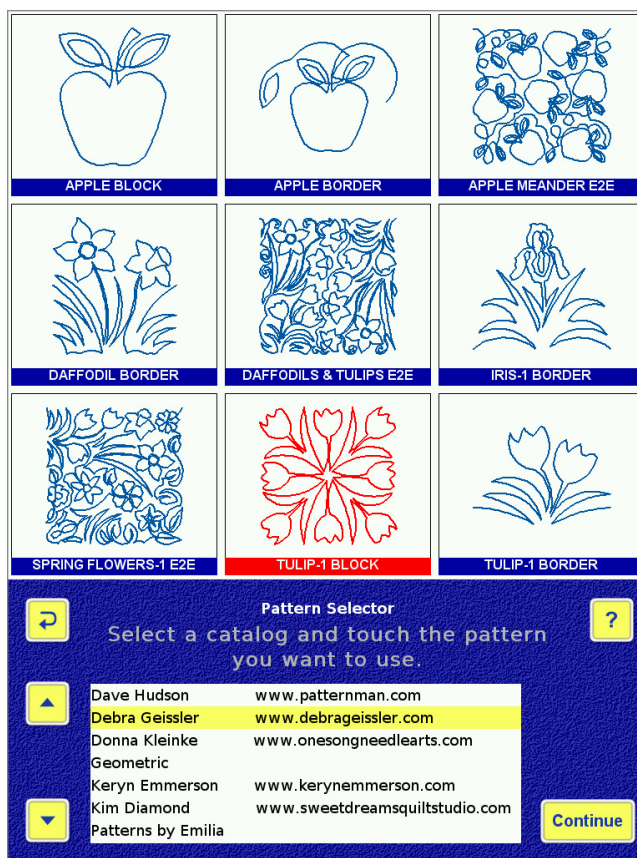 APPLE BLOCK
APPLE BORDER
APPLE MEANDER E2E
DAFFODIL BORDER
DAFFODILS & TULIPS E2E
IRIS-1 BORDER
SPRING FLOWERS-1 E2E
TULIP-1 BLOCK
TULIP-1 BORDER
Pattern Selector
?
Select a catalog and touch the pattern
you want to use.
Dave Hudson www.patternman.com
Debra Geissler www.debrageissler.com
Donna Kleinke www.onesongneedlearts.com
Geometric
Keryn Emmerson www.kerynemmerson.com
Kim Diamond www.sweetdreamsquiltstudio.com
Patterns by Emilia
Continue